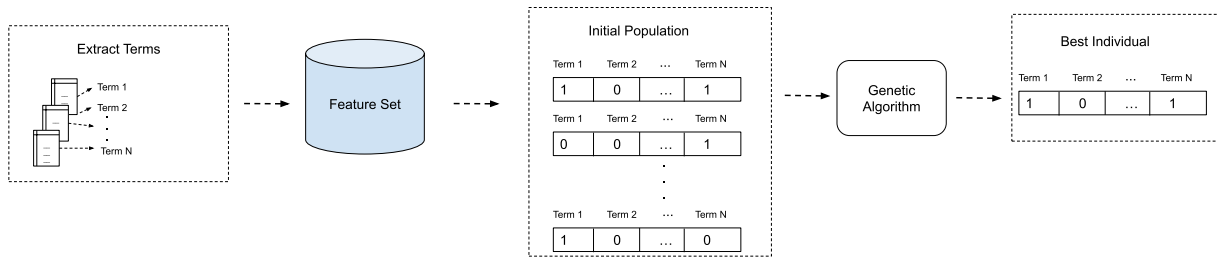 Extract Terms
Term 1
Term 2
Term N
Feature Set
Initial Population
Term 1 Term 2 ... Term N
1 0 ... 1
Term 1 Term 2 ... Term N
0 0 ... 1
Term 1 Term 2 ... Term N
1 0 ... 0
Genetic
Algorithm
Best Individual
Term 1 Term 2 ... Term N
1 0 ... 1